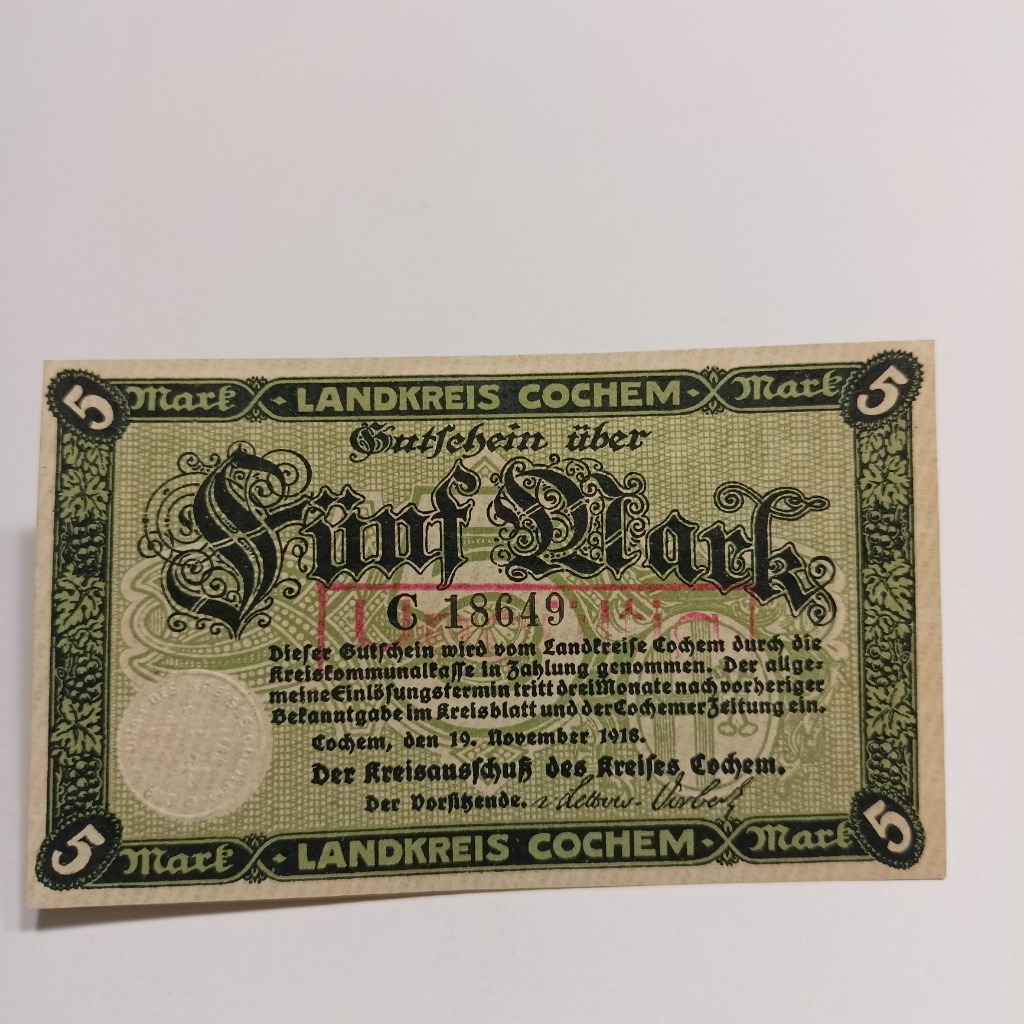 5 Mark · LANDKREIS COCHEM · Mark 5
Gutschein über
Fünf Mark
C 18649
Ungültig
Dieser Gutschein wird vom Landkreise Cochem durch die
Kreiskommunalkasse in Zahlung genommen. Der allge=
meine Einlösungstermin tritt drei Monate nach vorheriger
Bekanntgabe im Kreisblatt und der Cochemer Zeitung ein.
Cochem, den 19. November 1918.
Der Kreisausschuß des Kreises Cochem.
Der Vorsitzende.
5 Mark · LANDKREIS COCHEM · Mark 5